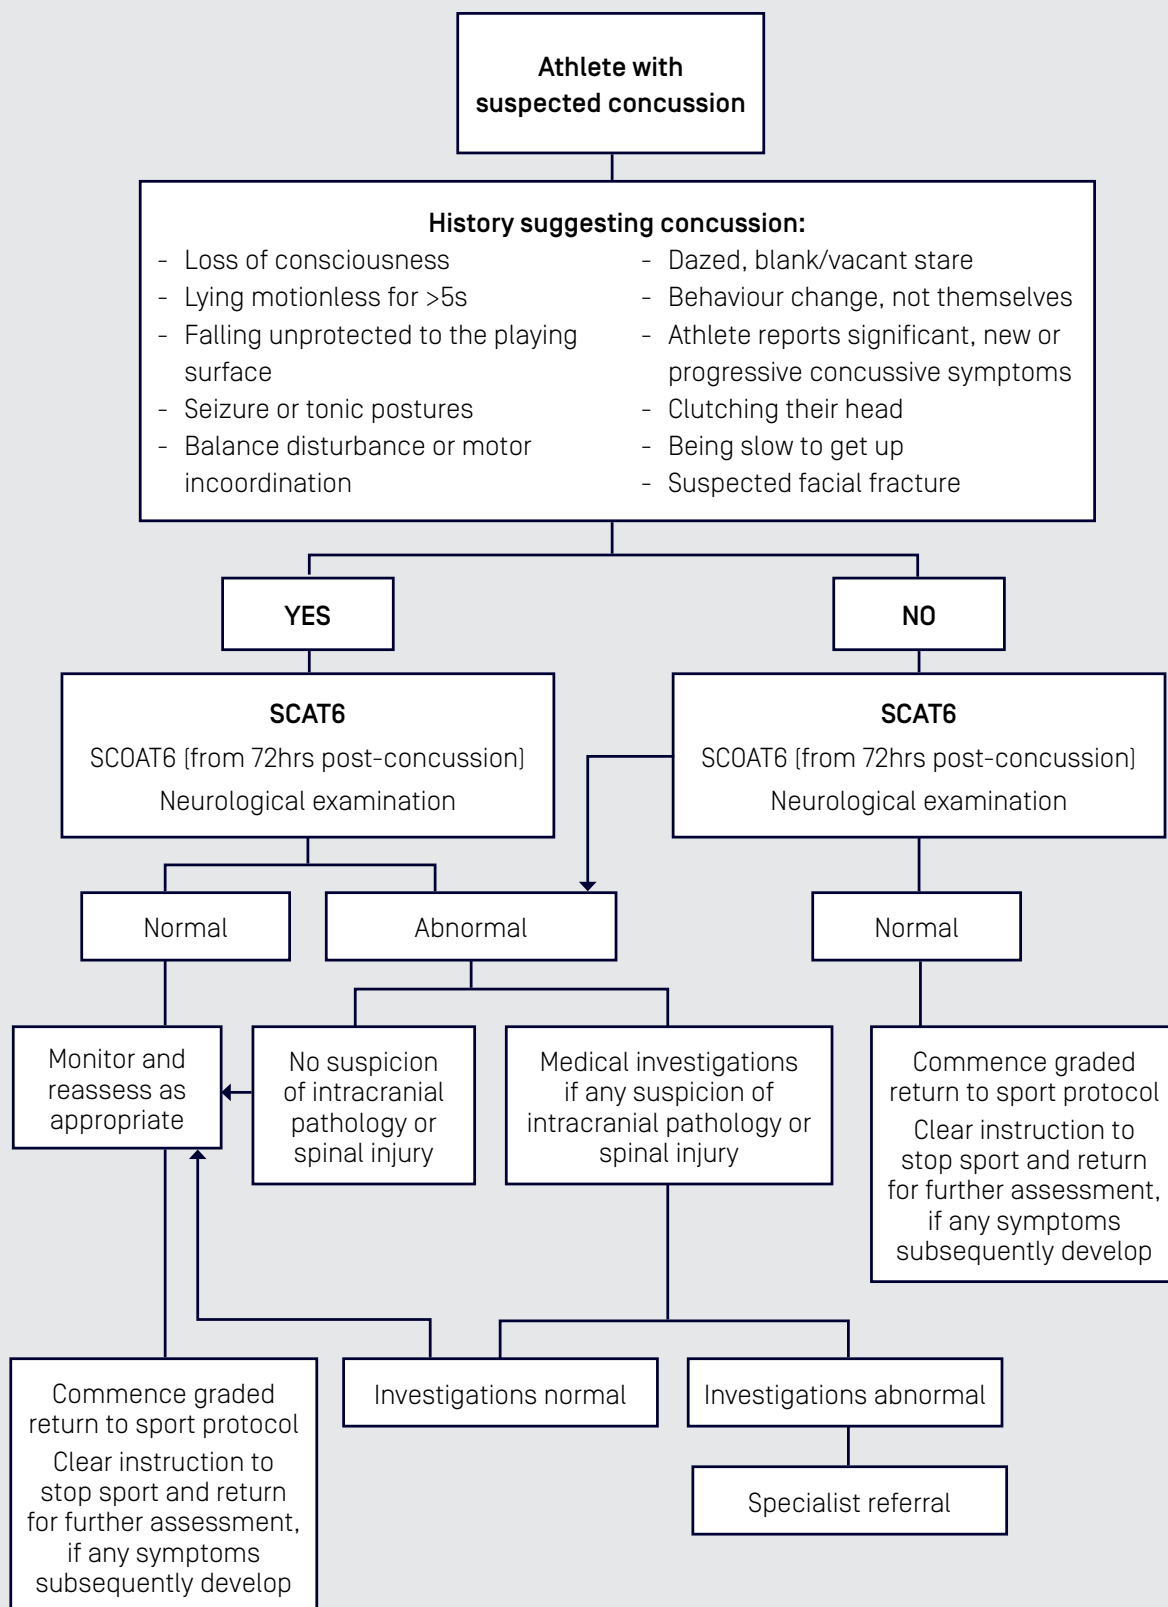 Athlete with
suspected concussion
History suggesting concussion:
- Loss of consciousness
- Lying motionless for >5s
- Falling unprotected to the playing
surface
- Seizure or tonic postures
- Balance disturbance or motor
incoordination
- Dazed, blank/vacant stare
- Behaviour change, not themselves
- Athlete reports significant, new or
progressive concussive symptoms
- Clutching their head
- Being slow to get up
- Suspected facial fracture
YES
NO
SCAT6
SCOAT6 (from 72hrs post-concussion)
Neurological examination
SCAT6
SCOAT6 (from 72hrs post-concussion)
Neurological examination
Normal
Abnormal
Normal
Monitor and
reassess as
appropriate
No suspicion
of intracranial
pathology or
spinal injury
Medical investigations
if any suspicion of
intracranial pathology or
spinal injury
Commence graded
return to sport protocol
Clear instruction to
stop sport and return
for further assessment,
if any symptoms
subsequently develop
Commence graded
return to sport protocol
Clear instruction to
stop sport and return
for further assessment,
if any symptoms
subsequently develop
Investigations normal
Investigations abnormal
Specialist referral